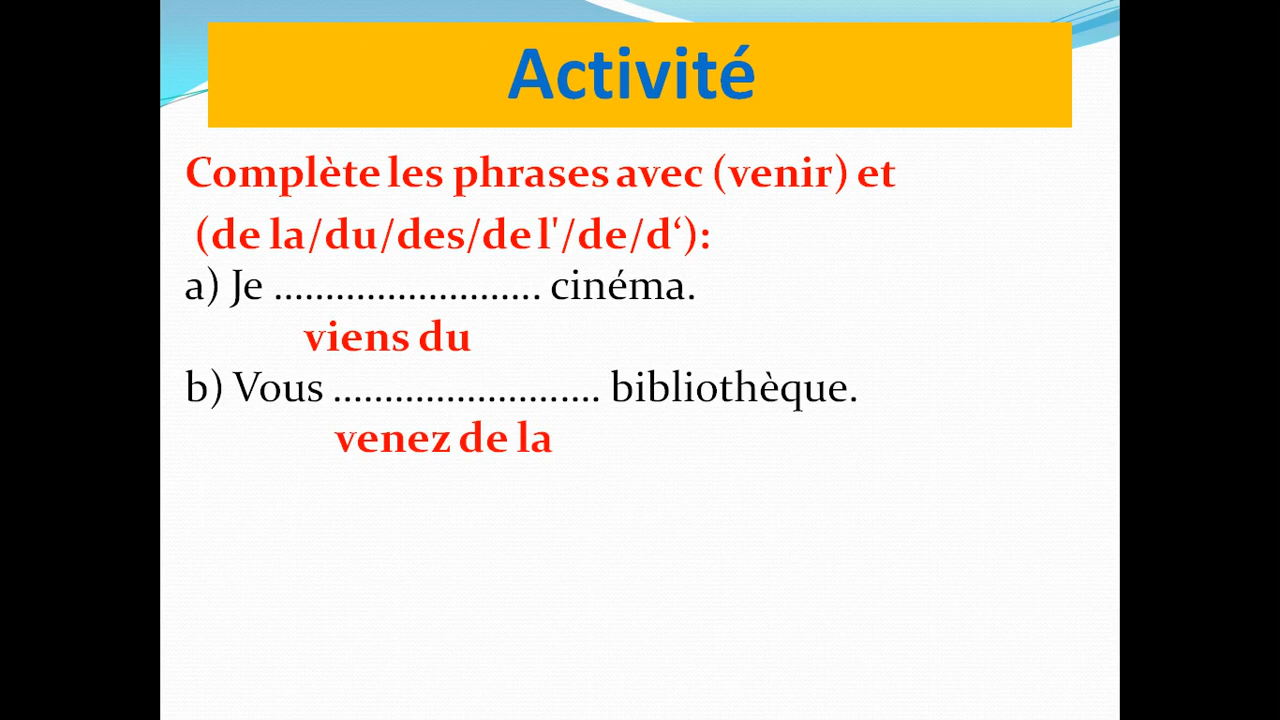 Activité
Complète les phrases avec (venir) et
(de la/du/des/de l'/de/d‘):
a) Je .......................... cinéma.
viens du
b) Vous .......................... bibliothèque.
venez de la